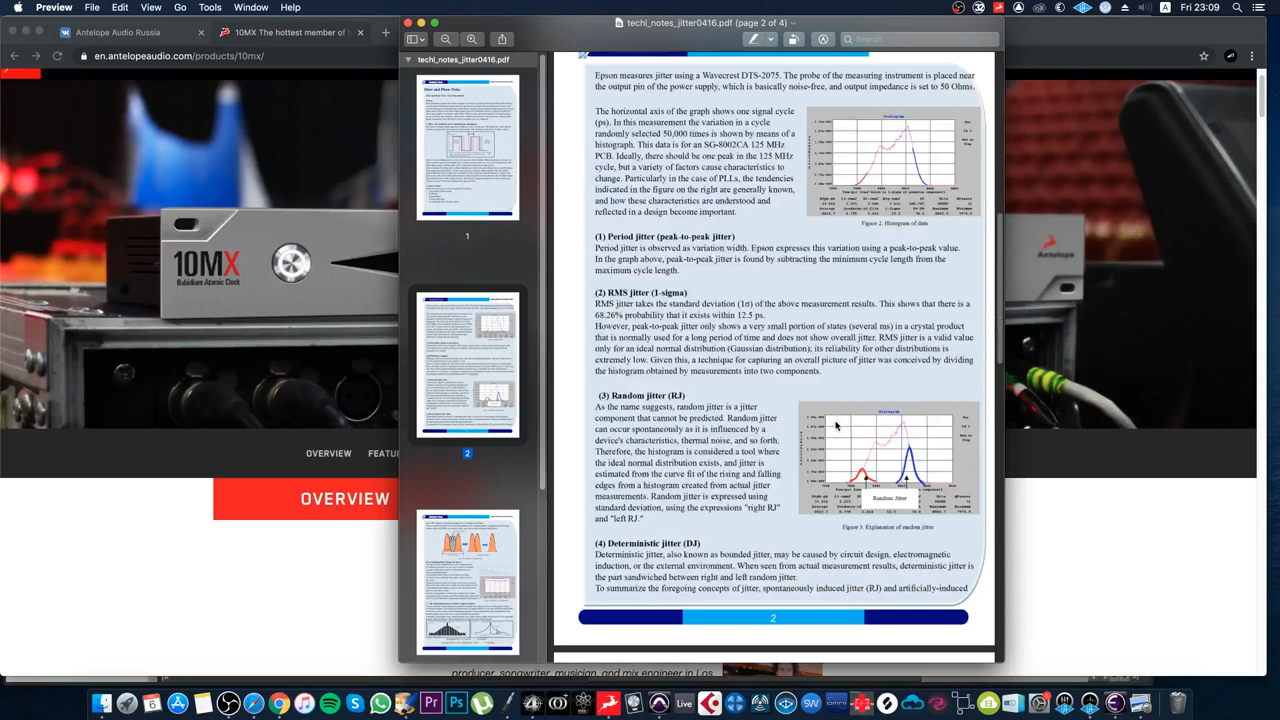 Preview File Edit View Go Tools Window Help
Fri 23:09
Antelope Audio Russia
10MX The hottest member of t
en.antelopeaudio.com/products/10mx/
techl_notes_jitter0416.pdf (page 2 of 4)
Search
techl_notes_jitter0416.pdf
1
2
10MX
Rubidium Atomic Clock
Antelope
OVERVIEW
OVERVIEW
producer, songwriter, musician, and mix engineer in Los
Epson measures jitter using a Wavecrest DTS-2075. The probe of the measuring instrument is placed near
the output pin of the power supply, which is basically noise-free, and output impedance is set to 50 Ohms.
The horizontal axis of the graph shows one signal cycle
(ps). In this measurement the variation in a cycle
randomly selected 50,000 times is shown by means of a
histogram. This data is for an SG-8002CA 125 MHz
PCB. Ideally, there should be one peak in the 125 MHz
cycle, but a variety of factors cause characteristics to
change. Particularly in the case of PLLs, the tendencies
indicated in the figure on the right are generally known,
and how these characteristics are understood and
reflected in a design become important.
Histogram
Figure 2. Histogram of data
(1) Period jitter (peak-to-peak jitter)
Period jitter is observed as variation width. Epson expresses this variation using a peak-to-peak value.
In the graph above, peak-to-peak jitter is found by subtracting the minimum cycle length from the
maximum cycle length.
(2) RMS jitter (1-sigma)
RMS jitter takes the standard deviation (1σ) of the above measurement results. This shows that there is a
68.26% probability that it exists within 12.5 ps.
However, peak-to-peak jitter only shows a very small portion of states (several ms) in a crystal product
that is normally used for a long period of time and does not show overall jitter. RMS jitter is a valid value
only for an ideal normal distribution (Gaussian distribution); its reliability for other distributions is
extremely low. Given this, a technique for capturing an overall picture of jitter was conceived by dividing
the histogram obtained by measurements into two components.
(3) Random jitter (RJ)
As the name suggests, random jitter is a jitter
component that cannot be predicted. Random jitter
can occur spontaneously as it is influenced by a
device's characteristics, thermal noise, and so forth.
Therefore, the histogram is considered a tool where
the ideal normal distribution exists, and jitter is
estimated from the curve fit of the rising and falling
edges from a histogram created from actual jitter
measurements. Random jitter is expressed using
standard deviation, using the expressions "right RJ"
and "left RJ."
Histogram
Random Jitter
Figure 3. Explanation of random jitter
(4) Deterministic jitter (DJ)
Deterministic jitter, also known as bounded jitter, may be caused by circuit design, electromagnetic
induction, or the external environment. When seen from actual measurement results, deterministic jitter is
the part sandwiched between right and left random jitter.
To summarize the foregoing concepts of jitter, spontaneously induced jitter (RJ) and artificially-induced
2
Live